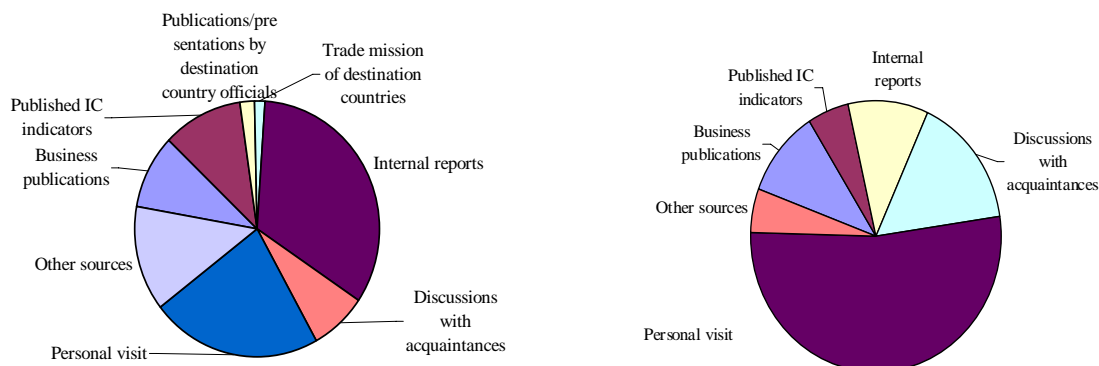 Publications/pre
sentations by
destination
country officials
Trade mission
of destination
countries
Published IC
indicators
Business
publications
Internal reports
Other sources
Discussions
with
acquaintances
Personal visit
Internal
reports
Published IC
indicators
Business
publications
Discussions
with
acquaintances
Other sources
Personal visit